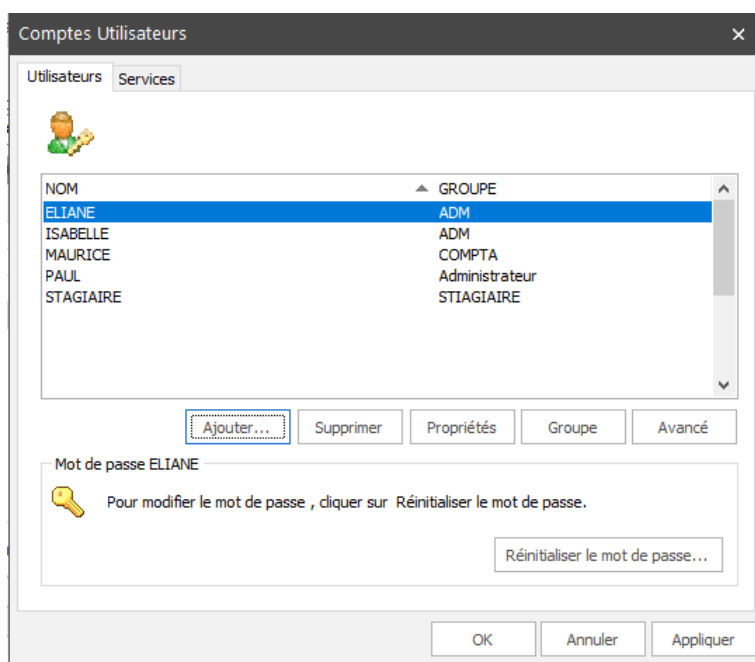 Comptes Utilisateurs
Utilisateurs Services
NOM GROUPE
ELIANE ADM
ISABELLE ADM
MAURICE COMPTA
PAUL Administrateur
STAGIAIRE STIAGIAIRE
Ajouter... Supprimer Propriétés Groupe Avancé
Mot de passe ELIANE
Pour modifier le mot de passe , cliquer sur Réinitialiser le mot de passe.
Réinitialiser le mot de passe...
OK Annuler Appliquer